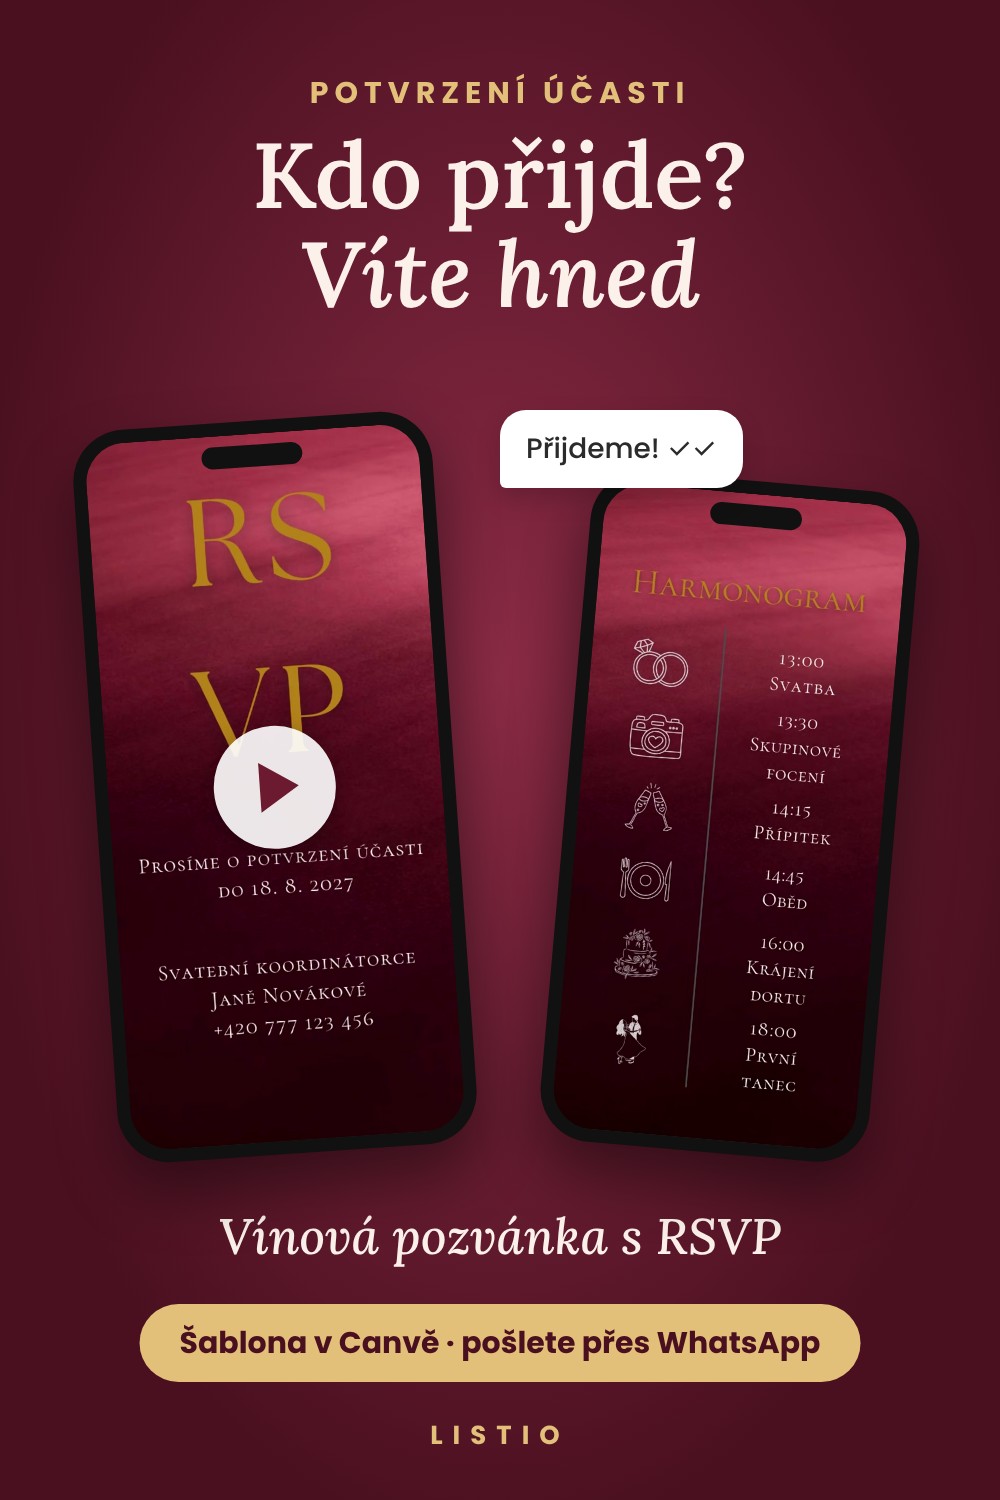 POTVRZENÍ ÚČASTI
Kdo přijde?
Víte hned
Přijdeme! ✓✓
RS
VP
PROSÍME O POTVRZENÍ ÚČASTI
DO 18. 8. 2027
SVATEBNÍ KOORDINÁTORCE
JANĚ NOVÁKOVÉ
+420 777 123 456
HARMONOGRAM
13:00
SVATBA
13:30
SKUPINOVÉ
FOCENÍ
14:15
PŘÍPITEK
14:45
OBĚD
16:00
KRÁJENÍ
DORTU
18:00
PRVNÍ
TANEC
Vínová pozvánka s RSVP
Šablona v Canvě · pošlete přes WhatsApp
LISTIO